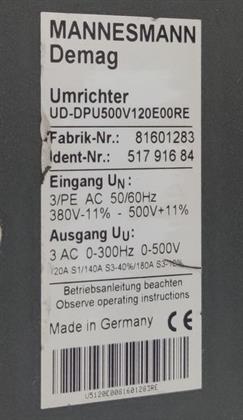 MANNESMANN
Demag
Umrichter
UD-DPU500V120E00RE
Fabrik-Nr.: 81601283
Ident-Nr.: 517 916 84
Eingang UN:
3/PE AC 50/60Hz
380V-11% - 500V+11%
Ausgang UU:
3 AC 0-300Hz 0-500V
120A S1/140A S3-40%/180A
Betriebsanleitung beachten
Observe operating instructions
Made in Germany CE
U5120E0081601283RE